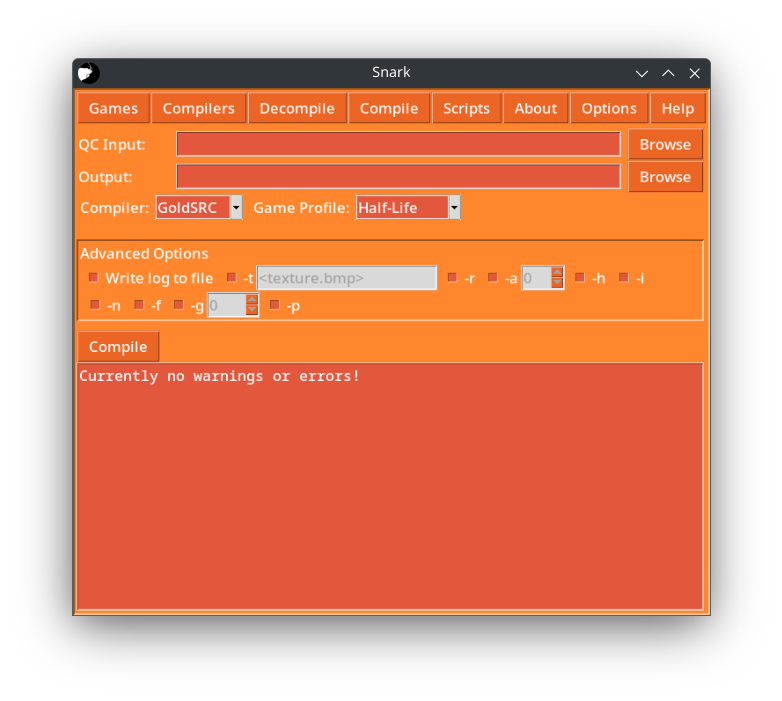 Snark
Games Compilers Decompile Compile Scripts About Options Help
QC Input: Browse
Output: Browse
Compiler: GoldSRC Game Profile: Half-Life
Advanced Options
Write log to file -t <texture.bmp> -r -a 0 -h -i
-n -f -g 0 -p
Compile
Currently no warnings or errors!